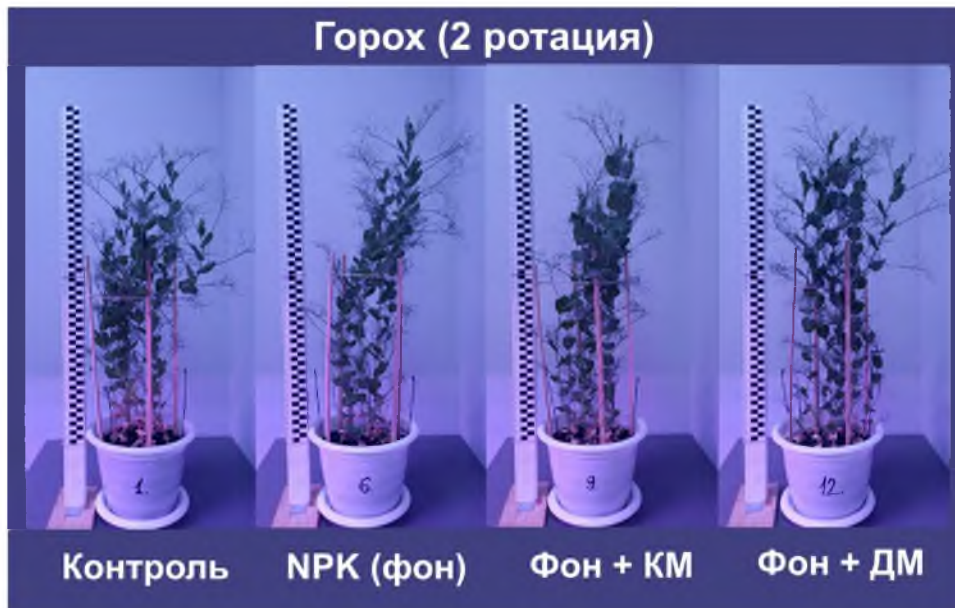 Горох (2 ротация)
1.
6.
9.
12.
Контроль
NPK (фон)
Фон + КМ
Фон + ДМ